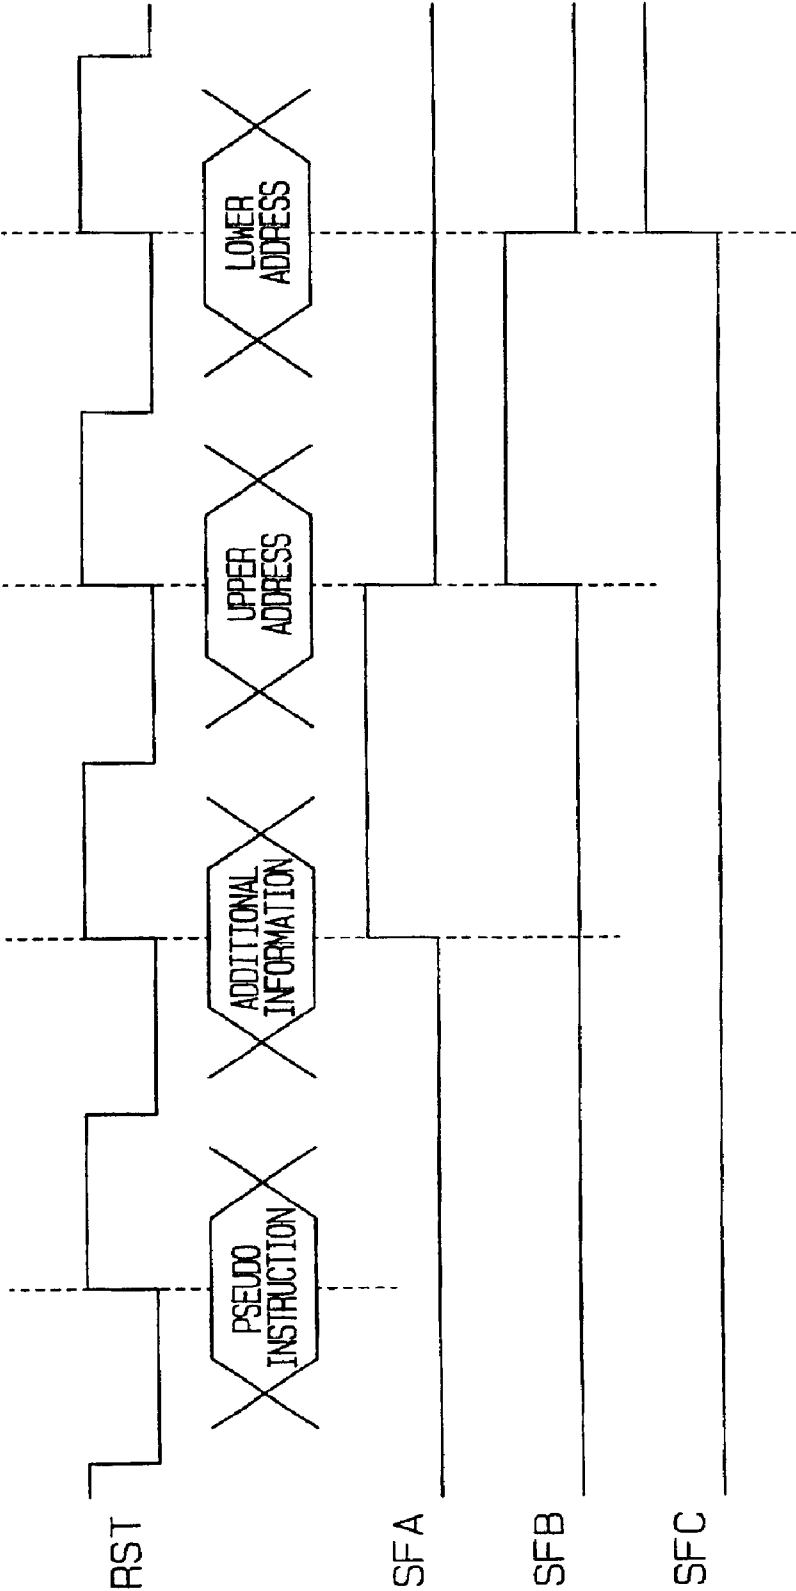 RST
PSEUDO
INSTRUCTION
ADDITIONAL
INFORMATION
UPPER
ADDRESS
LOWER
ADDRESS
SFA
SFB
SFC